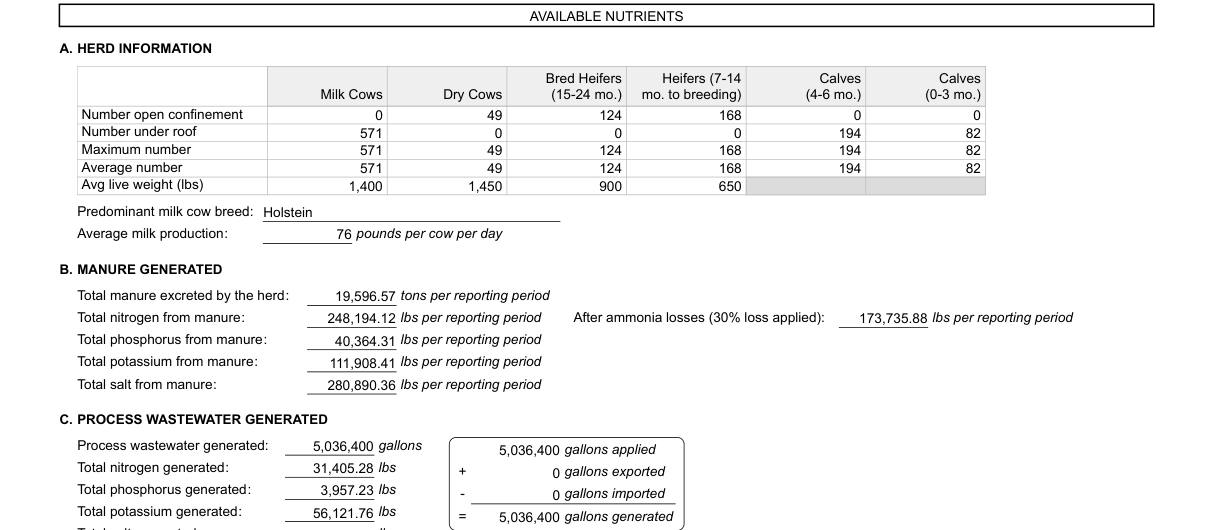 AVAILABLE NUTRIENTS
A. HERD INFORMATION
Milk Cows Dry Cows Bred Heifers (15-24 mo.) Heifers (7-14 mo. to breeding) Calves (4-6 mo.) Calves (0-3 mo.)
Number open confinement 0 49 124 168 0 0
Number under roof 571 0 0 0 194 82
Maximum number 571 49 124 168 194 82
Average number 571 49 124 168 194 82
Avg live weight (lbs) 1,400 1,450 900 650
Predominant milk cow breed: Holstein
Average milk production: 76 pounds per cow per day
B. MANURE GENERATED
Total manure excreted by the herd: 19,596.57 tons per reporting period
Total nitrogen from manure: 248,194.12 lbs per reporting period After ammonia losses (30% loss applied): 173,735.88 lbs per reporting period
Total phosphorus from manure: 40,364.31 lbs per reporting period
Total potassium from manure: 111,908.41 lbs per reporting period
Total salt from manure: 280,890.36 lbs per reporting period
C. PROCESS WASTEWATER GENERATED
Process wastewater generated: 5,036,400 gallons 5,036,400 gallons applied
Total nitrogen generated: 31,405.28 lbs + 0 gallons exported
Total phosphorus generated: 3,957.23 lbs - 0 gallons imported
Total potassium generated: 56,121.76 lbs = 5,036,400 gallons generated